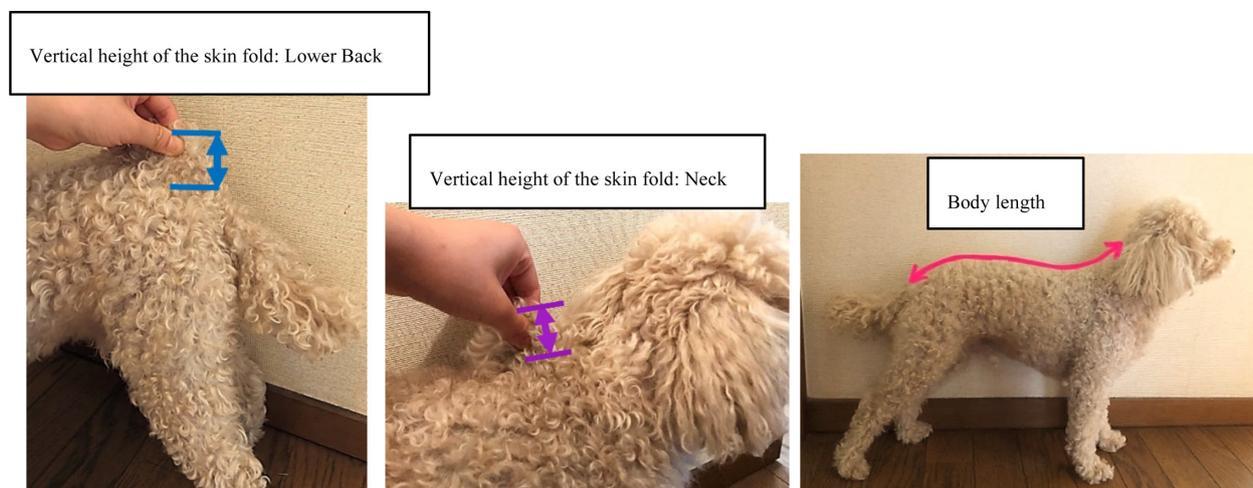 Vertical height of the skin fold: Lower Back
Vertical height of the skin fold: Neck
Body length